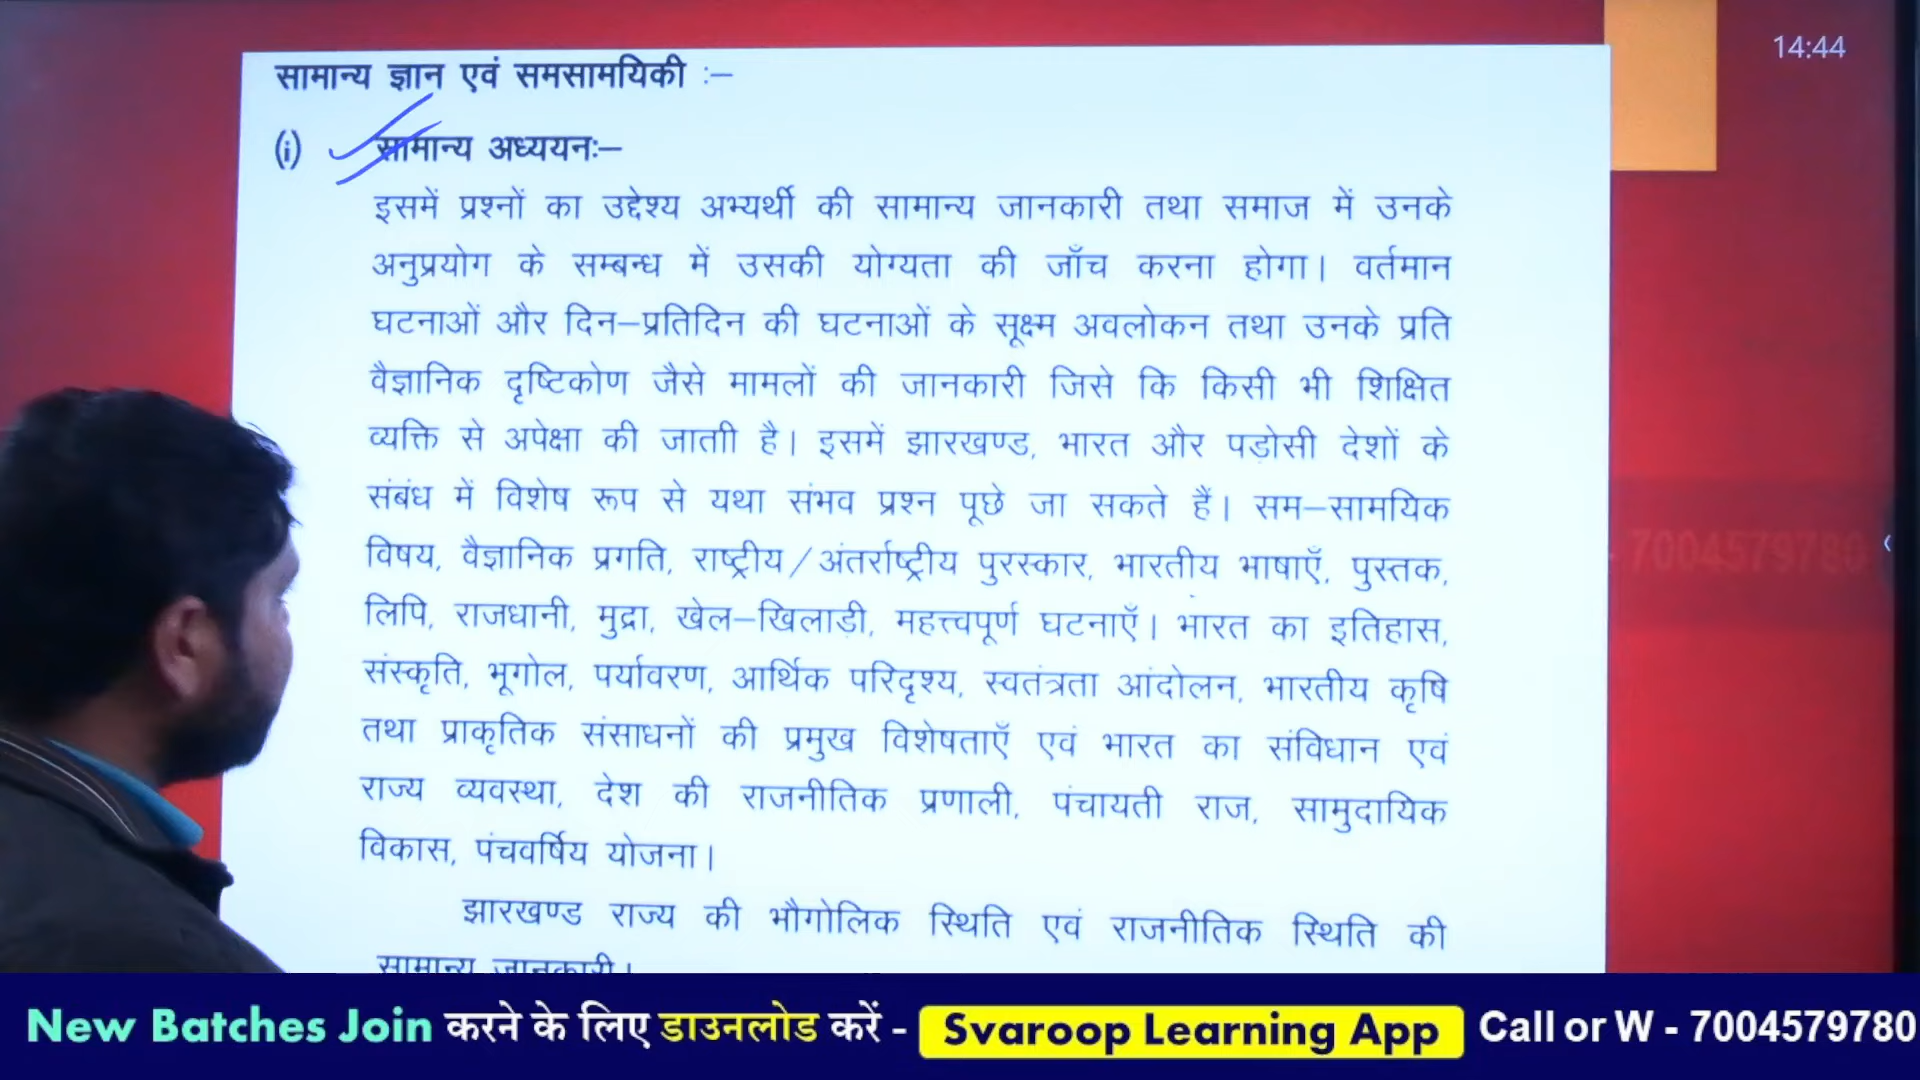 14:44
सामान्य ज्ञान एवं समसामयिकी :–
(i) सामान्य अध्ययनः–
इसमें प्रश्नों का उद्देश्य अभ्यर्थी की सामान्य जानकारी तथा समाज में उनके
अनुप्रयोग के सम्बन्ध में उसकी योग्यता की जाँच करना होगा। वर्तमान
घटनाओं और दिन–प्रतिदिन की घटनाओं के सूक्ष्म अवलोकन तथा उनके प्रति
वैज्ञानिक दृष्टिकोण जैसे मामलों की जानकारी जिसे कि किसी भी शिक्षित
व्यक्ति से अपेक्षा की जाताी है। इसमें झारखण्ड, भारत और पड़ोसी देशों के
संबंध में विशेष रूप से यथा संभव प्रश्न पूछे जा सकते हैं। सम–सामयिक
विषय, वैज्ञानिक प्रगति, राष्ट्रीय/अंतर्राष्ट्रीय पुरस्कार, भारतीय भाषाएँ, पुस्तक,
लिपि, राजधानी, मुद्रा, खेल–खिलाड़ी, महत्त्वपूर्ण घटनाएँ। भारत का इतिहास,
संस्कृति, भूगोल, पर्यावरण, आर्थिक परिदृश्य, स्वतंत्रता आंदोलन, भारतीय कृषि
तथा प्राकृतिक संसाधनों की प्रमुख विशेषताएँ एवं भारत का संविधान एवं
राज्य व्यवस्था, देश की राजनीतिक प्रणाली, पंचायती राज, सामुदायिक
विकास, पंचवर्षिय योजना।
झारखण्ड राज्य की भौगोलिक स्थिति एवं राजनीतिक स्थिति की
सामान्य जानकारी।
- 7004579780
New Batches Join करने के लिए डाउनलोड करें - Svaroop Learning App Call or W - 7004579780